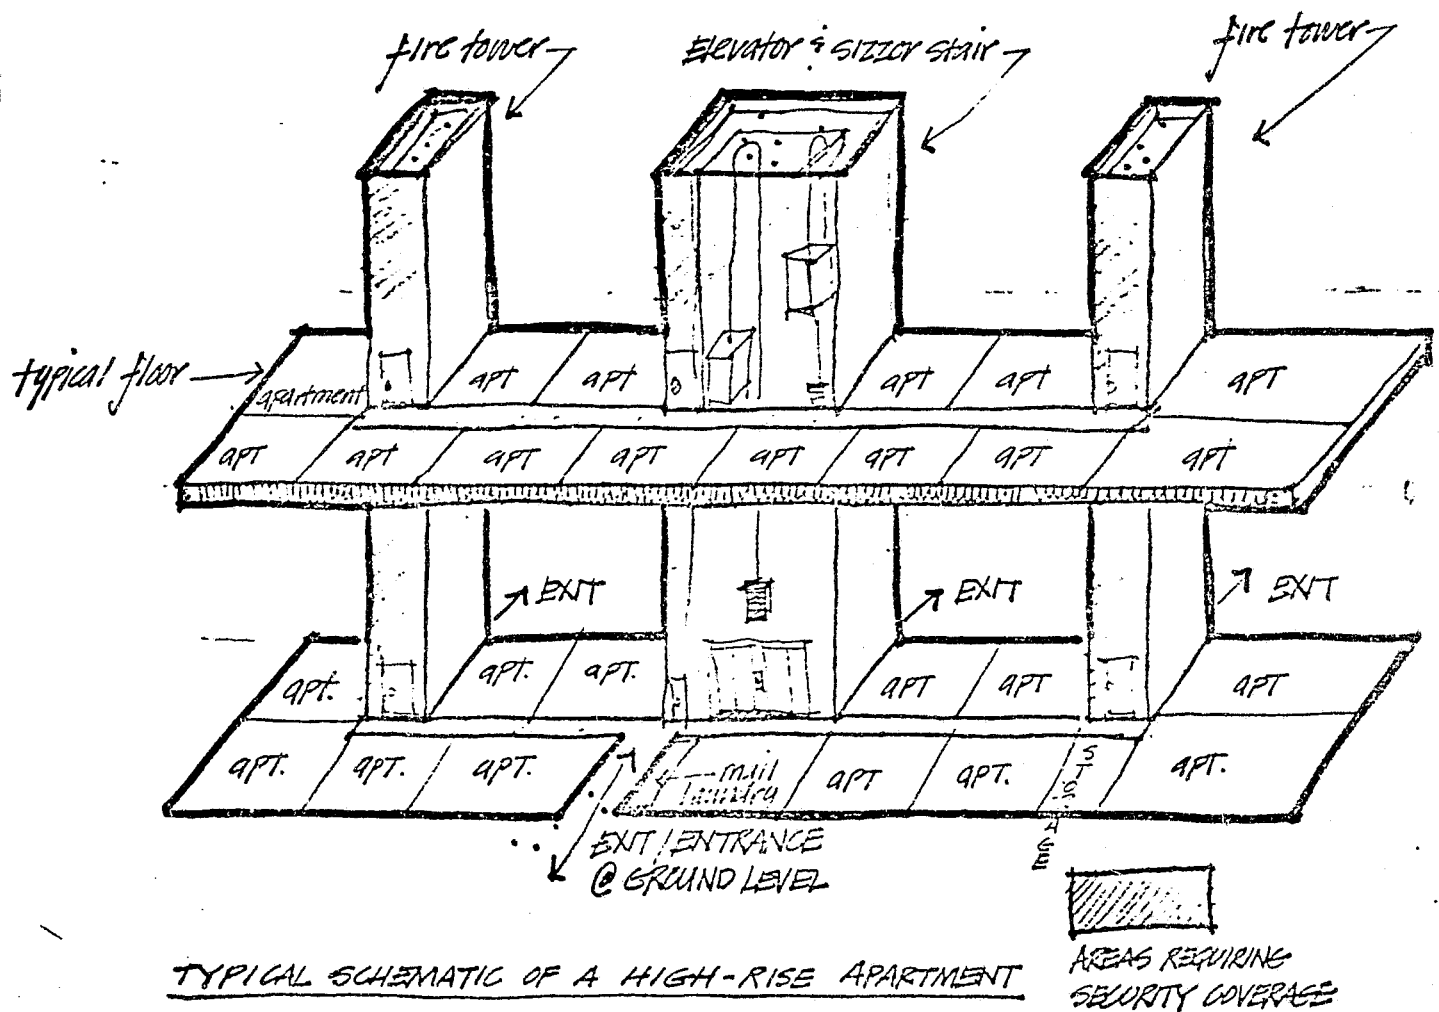 fire tower
Elevator & sizzor stair
fire tower
typical floor
apartment
apt
apt
apt
apt
apt
apt
apt
apt
apt
apt
apt
apt
apt
EXIT
EXIT
EXIT
apt.
apt.
apt.
apt
apt
apt
apt.
apt.
apt.
mail
laundry
apt
apt.
STORAGE
apt.
EXIT/ENTRANCE
@ GROUND LEVEL
TYPICAL SCHEMATIC OF A HIGH-RISE APARTMENT
AREAS REQUIRING
SECURITY COVERAGE